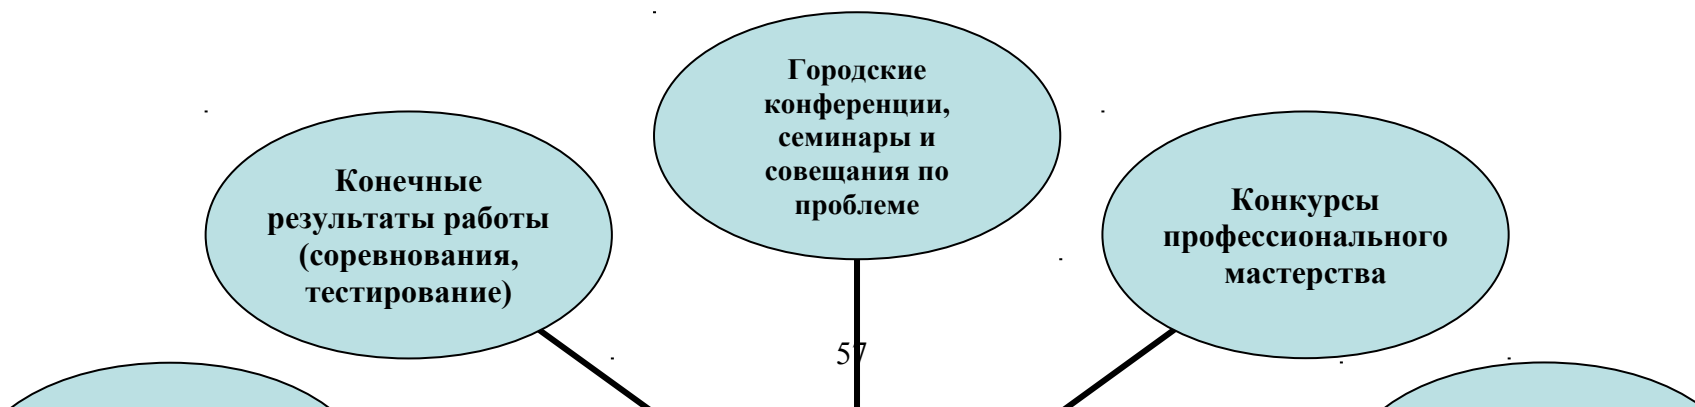 Городские
конференции,
семинары и
совещания по
проблеме
Конечные
результаты работы
(соревнования,
тестирование)
Конкурсы
профессионального
мастерства
57